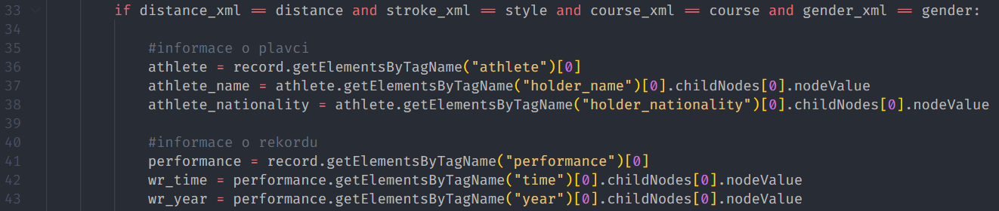 33 if distance_xml == distance and stroke_xml == style and course_xml == course and gender_xml == gender:
34
35 #informace o plavci
36 athlete = record.getElementsByTagName("athlete")[0]
37 athlete_name = athlete.getElementsByTagName("holder_name")[0].childNodes[0].nodeValue
38 athlete_nationality = athlete.getElementsByTagName("holder_nationality")[0].childNodes[0].nodeValue
39
40 #informace o rekordu
41 performance = record.getElementsByTagName("performance")[0]
42 wr_time = performance.getElementsByTagName("time")[0].childNodes[0].nodeValue
43 wr_year = performance.getElementsByTagName("year")[0].childNodes[0].nodeValue